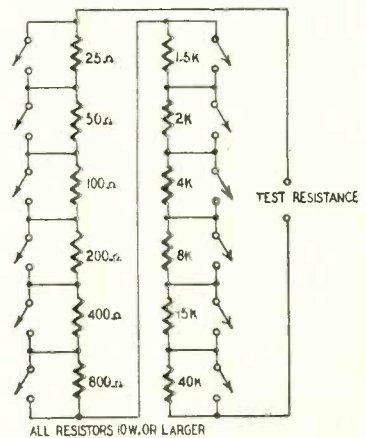 25Ω
1.5K
50Ω
2K
100Ω
4K
TEST RESISTANCE
200Ω
8K
400Ω
15K
800Ω
40K
ALL RESISTORS 10W. OR LARGER